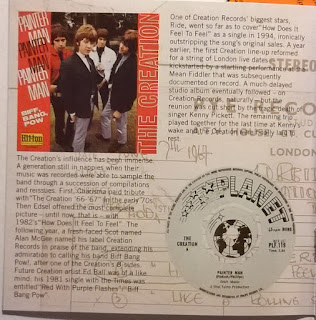 PAINTER
MAN
PAINTER
MAN
PAINTER
MAN
BIFF,
BANG,
POW
Hit-ton
THE CREATION
One of Creation Records' biggest stars,
Ride, went so far as to cover "How Does It
Feel To Feel" as a single in 1994, ironically
outstripping the song's original sales. A year
earlier, the first Creation line-up reformed
for a string of London live dates
kickstarted by a startling performance at the
Mean Fiddler that was subsequently
documented on record. A much-delayed
studio album eventually followed – on
Creation Records, naturally – but the
reunion was cut short by the death of
singer Kenny Pickett. The remaining trio
played together for the last time at Kenny's
wake and The Creation was finally laid to
rest.
STEREO
LONDON
7th
1967
The Creation's influence has been immense.
A generation still in nappies when their
music was recorded were able to sample the
band through a succession of compilations
and reissues. First, Charisma paid tribute
with "The Creation '66-'67" in the early '70s.
Then Edsel offered the most complete
picture – until now, that is – with
1982's "How Does It Feel To Feel". The
following year, a fresh-faced Scot named
Alan McGee named his label Creation
Records in praise of the band, extending his
admiratio to calling his band Biff Bang
Pow! after one of the Creation's B sides.
Future Creation artist Ed Ball was of a like
mind: his 1981 single with The Times was
entitled "Red With Purple Flashes"/"Biff
Bang Pow".
PLANET
THE
CREATION
PLF.119
PAINTER MAN
LIKE
ROLLING